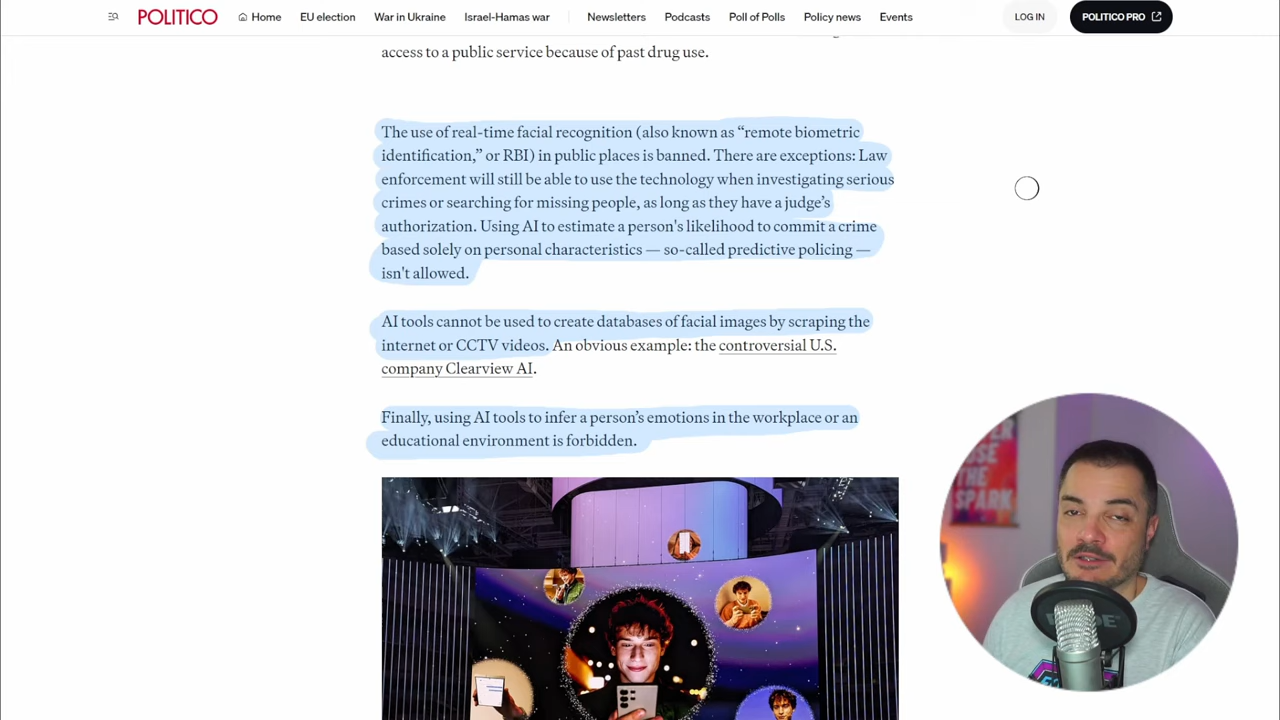 POLITICO
Home
EU election
War in Ukraine
Israel-Hamas war
Newsletters
Podcasts
Poll of Polls
Policy news
Events
LOG IN
POLITICO PRO
access to a public service because of past drug use.
The use of real-time facial recognition (also known as “remote biometric
identification,” or RBI) in public places is banned. There are exceptions: Law
enforcement will still be able to use the technology when investigating serious
crimes or searching for missing people, as long as they have a judge’s
authorization. Using AI to estimate a person's likelihood to commit a crime
based solely on personal characteristics — so-called predictive policing —
isn't allowed.
AI tools cannot be used to create databases of facial images by scraping the
internet or CCTV videos. An obvious example: the controversial U.S.
company Clearview AI.
Finally, using AI tools to infer a person’s emotions in the workplace or an
educational environment is forbidden.
THE
SPARK